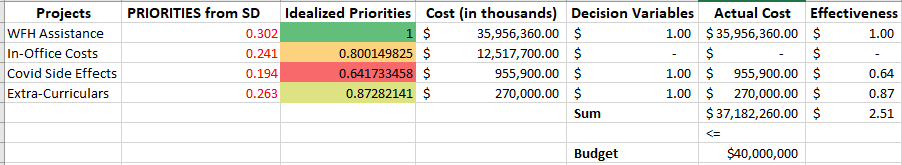 Projects PRIORITIES from SD Idealized Priorities Cost (in thousands) Decision Variables Actual Cost Effectiveness
WFH Assistance 0.302 1 $ 35,956,360.00 $ 1.00 $ 35,956,360.00 $ 1.00
In-Office Costs 0.241 0.800149825 $ 12,517,700.00 $ - $ - $ -
Covid Side Effects 0.194 0.641733458 $ 955,900.00 $ 1.00 $ 955,900.00 $ 0.64
Extra-Curriculars 0.263 0.87282141 $ 270,000.00 $ 1.00 $ 270,000.00 $ 0.87
Sum $ 37,182,260.00 $ 2.51
<=
Budget $40,000,000